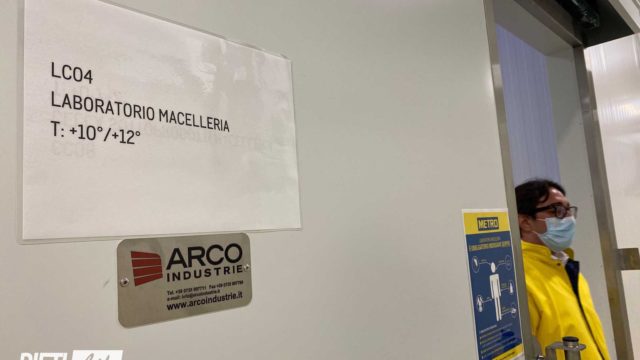 LC04
LABORATORIO MACELLERIA
T: +10°/+12°
ARCO
INDUSTRIE
www.arcoindustrie.it
METRO